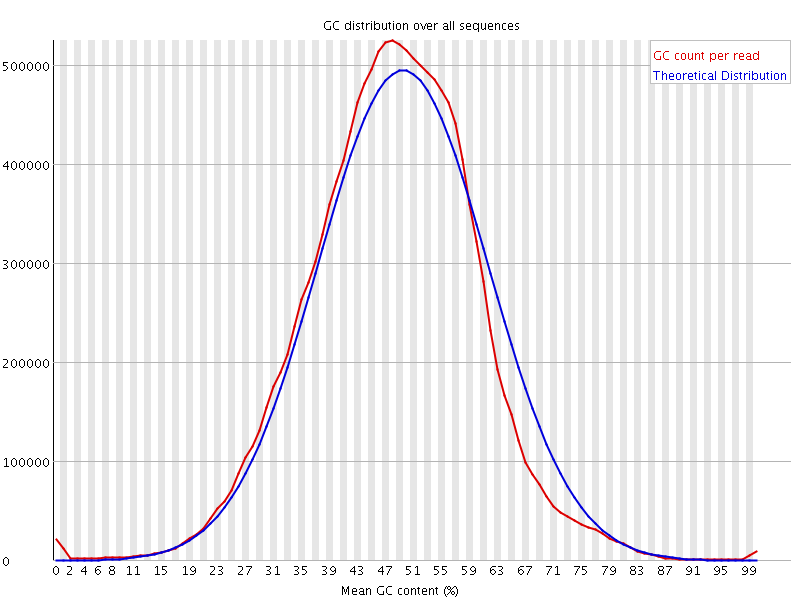 GC distribution over all sequences
GC count per read
Theoretical Distribution
500000
400000
300000
200000
100000
0
0 2 4 6 8 11 15 19 23 27 31 35 39 43 47 51 55 59 63 67 71 75 79 83 87 91 95 99
Mean GC content (%)